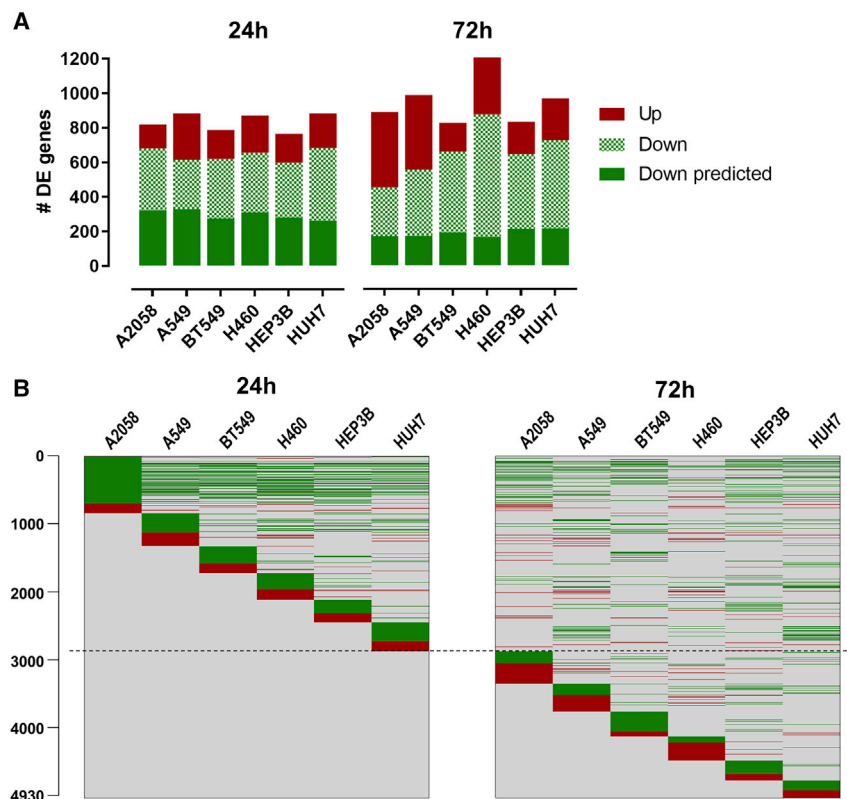 A
24h 72h
1200
1000
800
600
400
200
0
# DE genes
Up
Down
Down predicted
A2058 A549 BT549 H460 HEP3B HUH7 A2058 A549 BT549 H460 HEP3B HUH7
B
24h 72h
A2058 A549 BT549 H460 HEP3B HUH7 A2058 A549 BT549 H460 HEP3B HUH7
0
1000
2000
3000
4000
4930